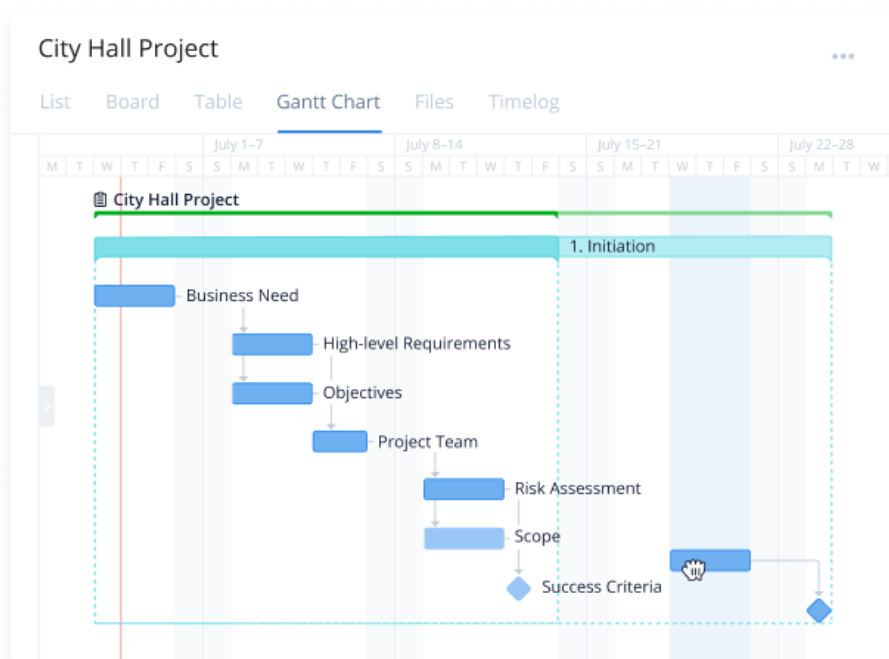 City Hall Project
•••
List Board Table Gantt Chart Files Timelog
July 1–7 July 8–14 July 15–21 July 22–28
M T W T F S S M T W T F S S M T W T F S S M T W T F S S M T W
City Hall Project
1. Initiation
Business Need
High-level Requirements
Objectives
Project Team
Risk Assessment
Scope
Success Criteria